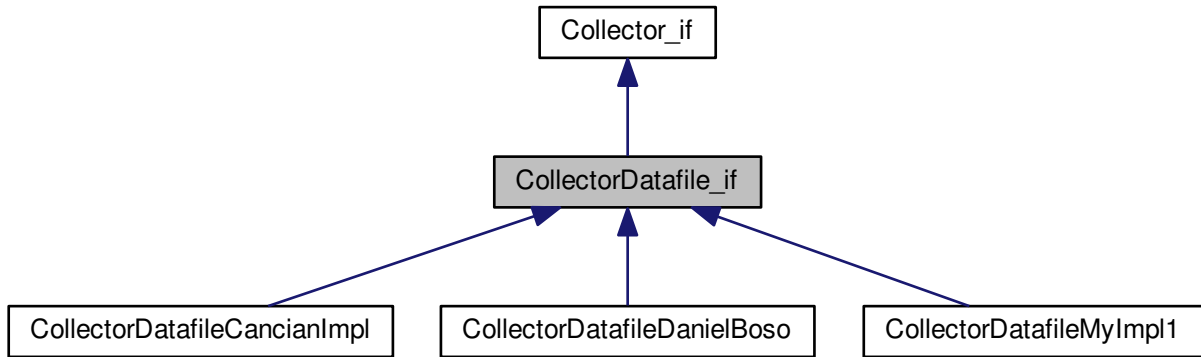 Collector_if
CollectorDatafile_if
CollectorDatafileCancianImpl
CollectorDatafileDanielBoso
CollectorDatafileMyImpl1